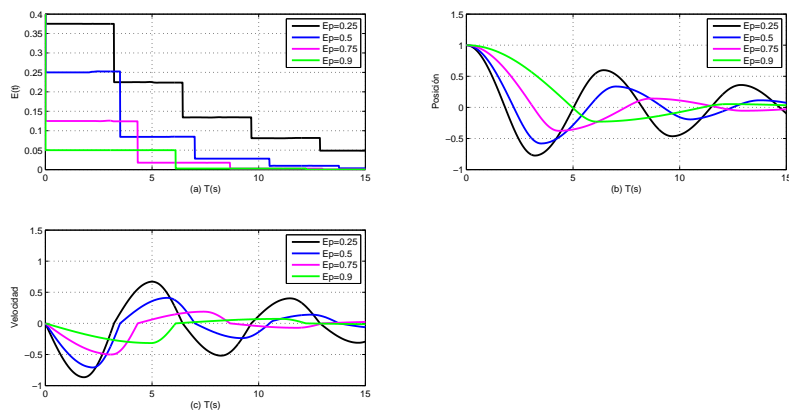 0.4
0.35
0.3
0.25
0.2
0.15
0.1
0.05
0
E(t)
0
5
10
15
(a) T(s)
Ep=0.25
Ep=0.5
Ep=0.75
Ep=0.9
1.5
1
0.5
0
−0.5
−1
Posición
0
5
10
15
(b) T(s)
Ep=0.25
Ep=0.5
Ep=0.75
Ep=0.9
1.5
1
0.5
0
−0.5
−1
Velocidad
0
5
10
15
(c) T(s)
Ep=0.25
Ep=0.5
Ep=0.75
Ep=0.9